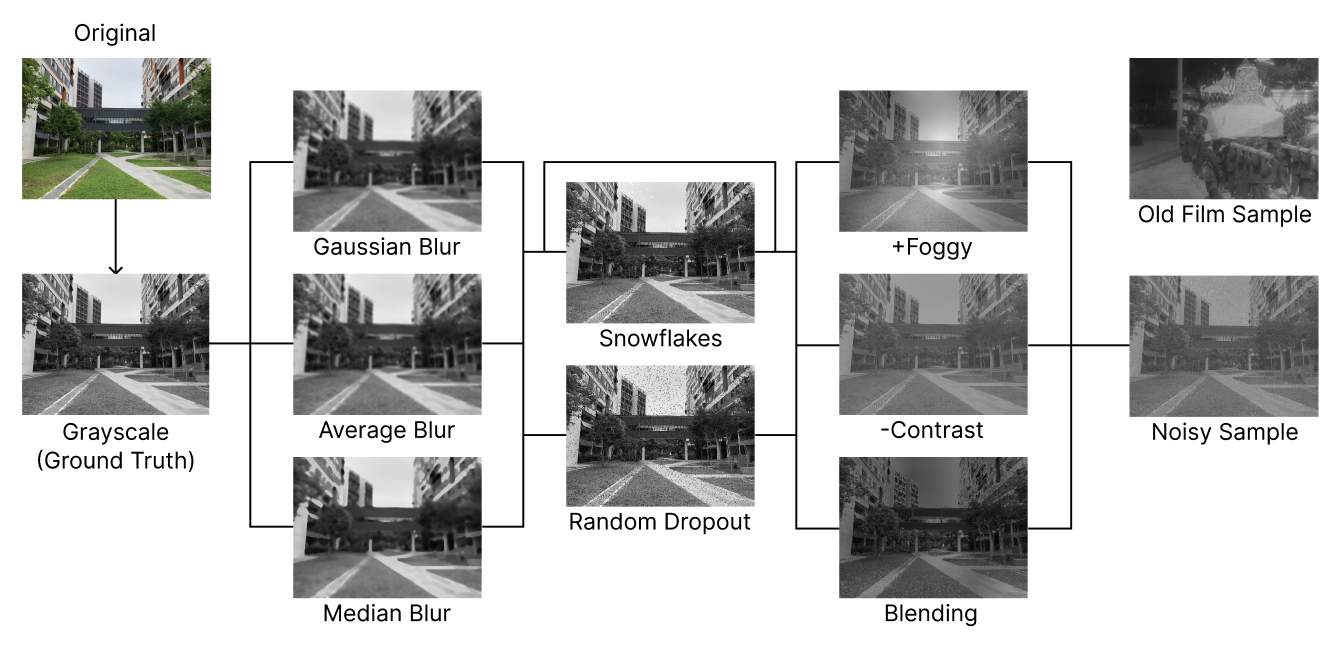 Original
Grayscale
(Ground Truth)
Gaussian Blur
Average Blur
Median Blur
Snowflakes
Random Dropout
+Foggy
-Contrast
Blending
Old Film Sample
Noisy Sample